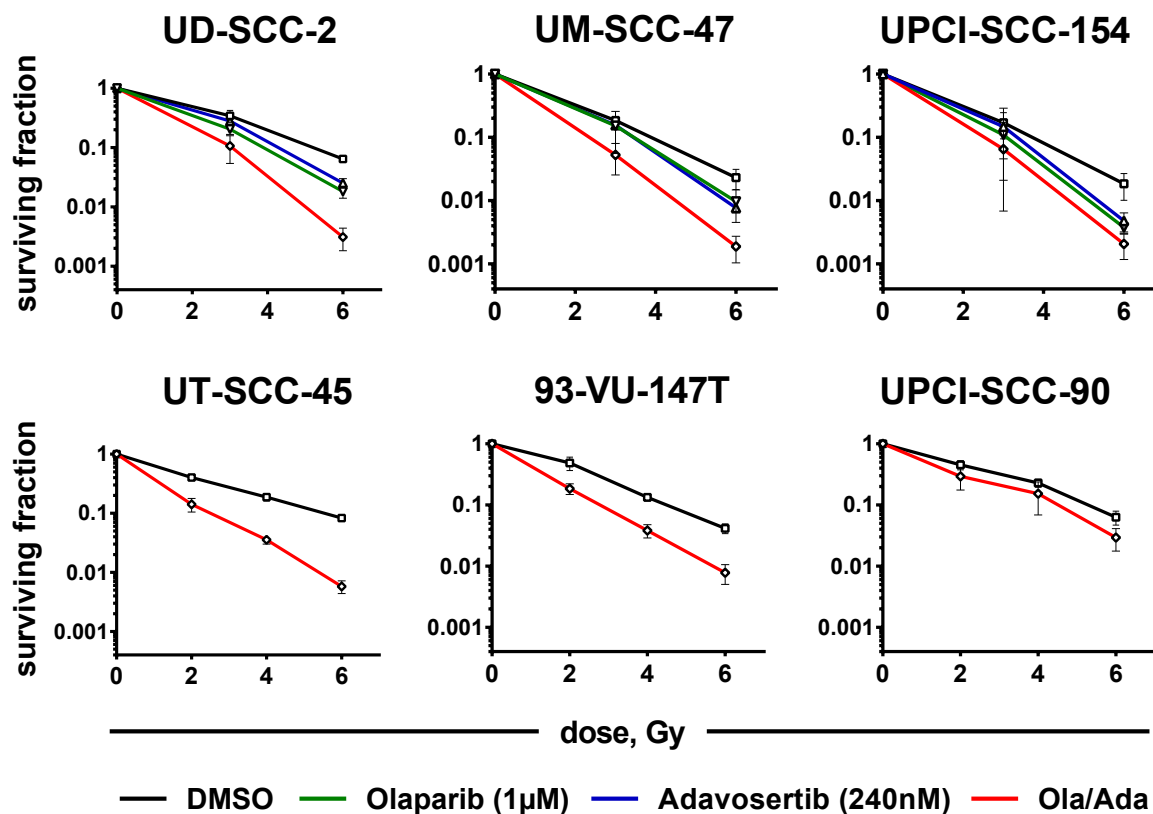 UD-SCC-2
UM-SCC-47
UPCI-SCC-154
surviving fraction
1
0.1
0.01
0.001
0 2 4 6
1
0.1
0.01
0.001
0 2 4 6
1
0.1
0.01
0.001
0 2 4 6
UT-SCC-45
93-VU-147T
UPCI-SCC-90
surviving fraction
1
0.1
0.01
0.001
0 2 4 6
1
0.1
0.01
0.001
0 2 4 6
1
0.1
0.01
0.001
0 2 4 6
dose, Gy
DMSO Olaparib (1µM) Adavosertib (240nM) Ola/Ada